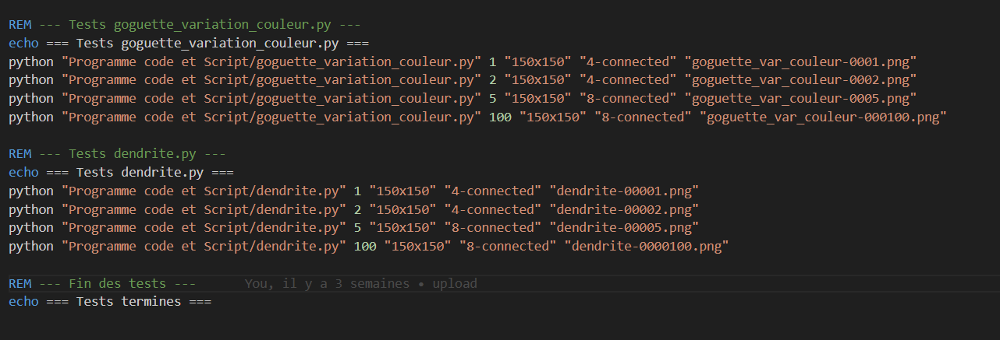 REM --- Tests goguette_variation_couleur.py ---
echo === Tests goguette_variation_couleur.py ===
python "Programme code et Script/goguette_variation_couleur.py" 1 "150x150" "4-connected" "goguette_var_couleur-0001.png"
python "Programme code et Script/goguette_variation_couleur.py" 2 "150x150" "4-connected" "goguette_var_couleur-0002.png"
python "Programme code et Script/goguette_variation_couleur.py" 5 "150x150" "8-connected" "goguette_var_couleur-0005.png"
python "Programme code et Script/goguette_variation_couleur.py" 100 "150x150" "8-connected" "goguette_var_couleur-000100.png"
REM --- Tests dendrite.py ---
echo === Tests dendrite.py ===
python "Programme code et Script/dendrite.py" 1 "150x150" "4-connected" "dendrite-00001.png"
python "Programme code et Script/dendrite.py" 2 "150x150" "4-connected" "dendrite-00002.png"
python "Programme code et Script/dendrite.py" 5 "150x150" "8-connected" "dendrite-00005.png"
python "Programme code et Script/dendrite.py" 100 "150x150" "8-connected" "dendrite-0000100.png"
REM --- Fin des tests --- You, il y a 3 semaines • upload
echo === Tests termines ===